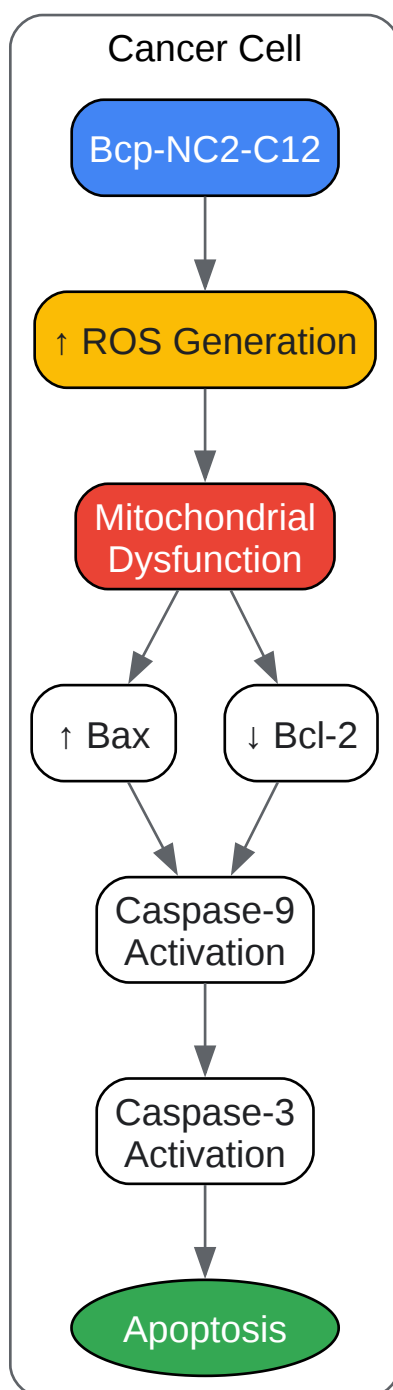 Cancer Cell
Bcp-NC2-C12
↑ ROS Generation
Mitochondrial
Dysfunction
↑ Bax
↓ Bcl-2
Caspase-9
Activation
Caspase-3
Activation
Apoptosis